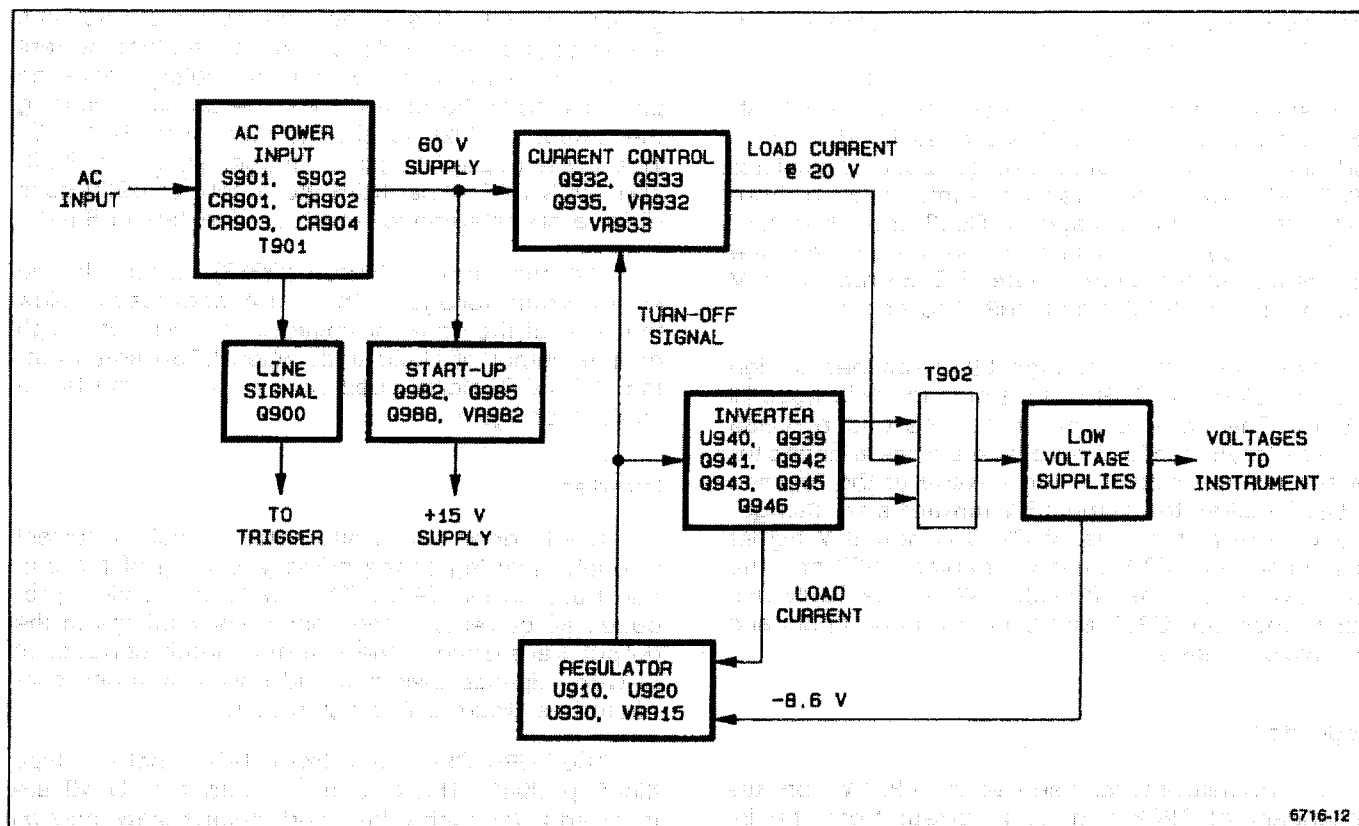 AC
INPUT
AC POWER
INPUT
S901, S902
CR901, CR902
CR903, CR904
T901
60 V
SUPPLY
CURRENT CONTROL
Q932, Q933
Q935, VR932
VR933
LOAD CURRENT
@ 20 V
LINE
SIGNAL
Q900
START-UP
Q982, Q985
Q988, VR982
TURN-OFF
SIGNAL
TO
TRIGGER
+15 V
SUPPLY
INVERTER
U940, Q939
Q941, Q942
Q943, Q945
Q946
T902
LOW
VOLTAGE
SUPPLIES
VOLTAGES
TO
INSTRUMENT
LOAD
CURRENT
REGULATOR
U910, U920
U930, VR915
-8.6 V
6716-12